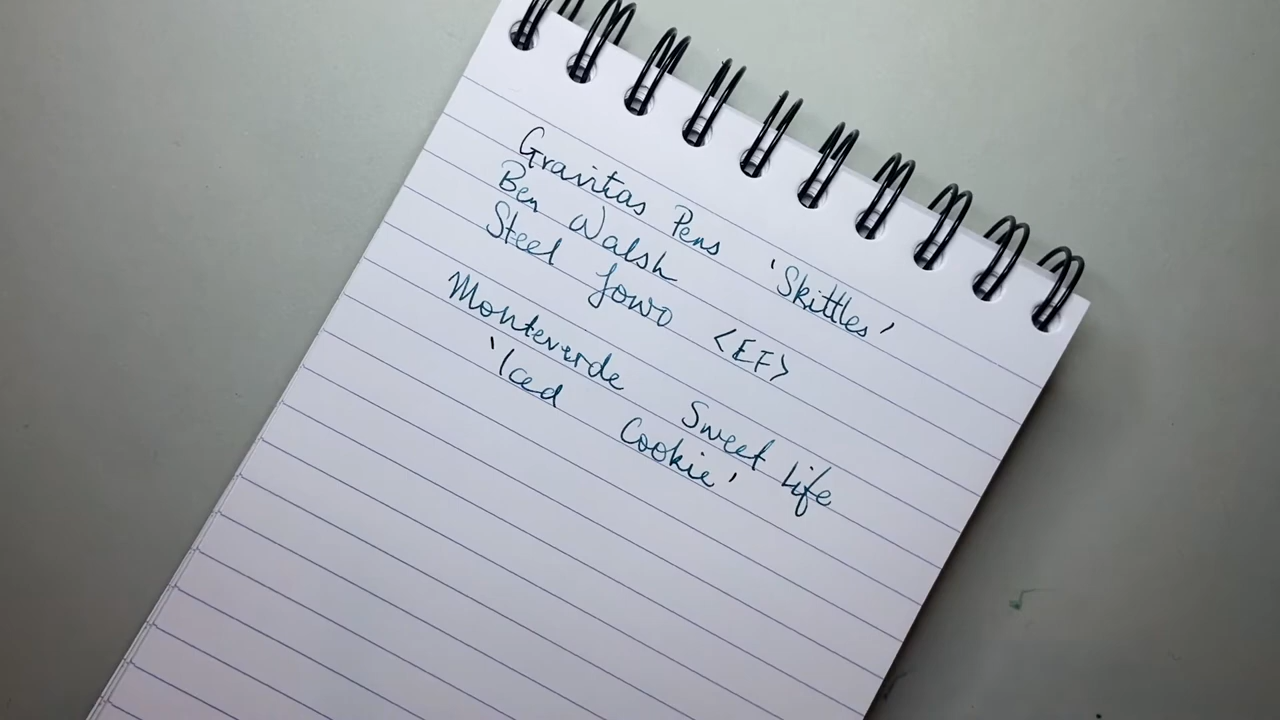 Gravitas Pens 'Skittles'
Ben Walsh
Steel Jowo <EF>
Monteverde Sweet Life
'Iced Cookie'